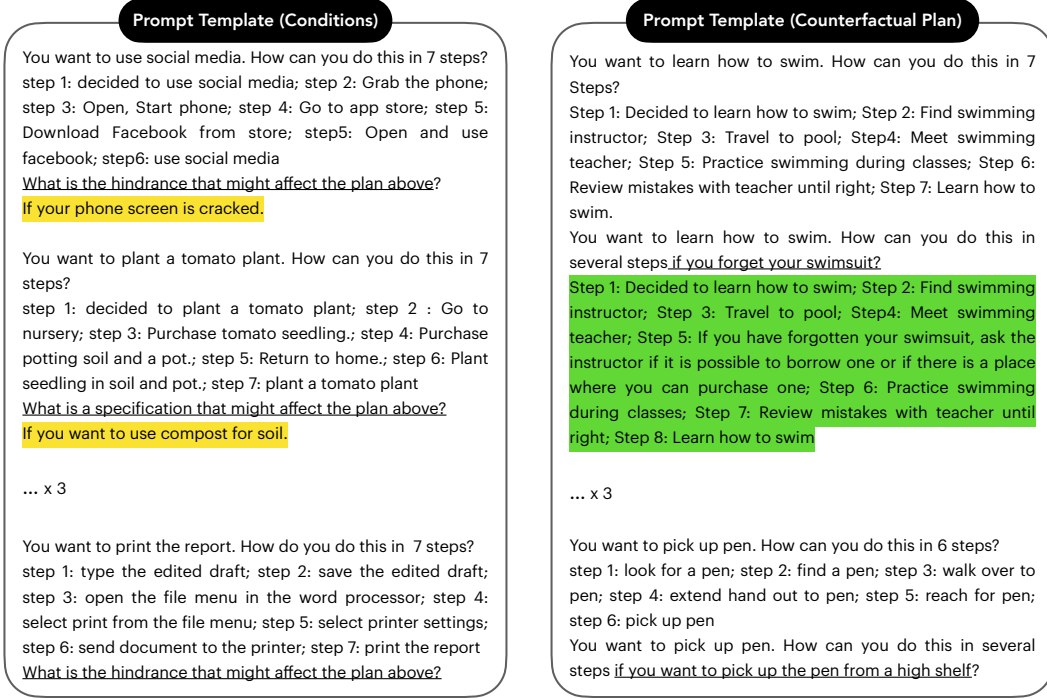 Prompt Template (Conditions)
You want to use social media. How can you do this in 7 steps?
step 1: decided to use social media; step 2: Grab the phone;
step 3: Open, Start phone; step 4: Go to app store; step 5:
Download Facebook from store; step5: Open and use
facebook; step6: use social media
What is the hindrance that might affect the plan above?
If your phone screen is cracked.
You want to plant a tomato plant. How can you do this in 7
steps?
step 1: decided to plant a tomato plant; step 2 : Go to
nursery; step 3: Purchase tomato seedling.; step 4: Purchase
potting soil and a pot.; step 5: Return to home.; step 6: Plant
seedling in soil and pot.; step 7: plant a tomato plant
What is a specification that might affect the plan above?
If you want to use compost for soil.
... x 3
You want to print the report. How do you do this in 7 steps?
step 1: type the edited draft; step 2: save the edited draft;
step 3: open the file menu in the word processor; step 4:
select print from the file menu; step 5: select printer settings;
step 6: send document to the printer; step 7: print the report
What is the hindrance that might affect the plan above?
Prompt Template (Counterfactual Plan)
You want to learn how to swim. How can you do this in 7
Steps?
Step 1: Decided to learn how to swim; Step 2: Find swimming
instructor; Step 3: Travel to pool; Step4: Meet swimming
teacher; Step 5: Practice swimming during classes; Step 6:
Review mistakes with teacher until right; Step 7: Learn how to
swim.
You want to learn how to swim. How can you do this in
several steps if you forget your swimsuit?
Step 1: Decided to learn how to swim; Step 2: Find swimming
instructor; Step 3: Travel to pool; Step4: Meet swimming
teacher; Step 5: If you have forgotten your swimsuit, ask the
instructor if it is possible to borrow one or if there is a place
where you can purchase one; Step 6: Practice swimming
during classes; Step 7: Review mistakes with teacher until
right; Step 8: Learn how to swim
... x 3
You want to pick up pen. How can you do this in 6 steps?
step 1: look for a pen; step 2: find a pen; step 3: walk over to
pen; step 4: extend hand out to pen; step 5: reach for pen;
step 6: pick up pen
You want to pick up pen. How can you do this in several
steps if you want to pick up the pen from a high shelf?